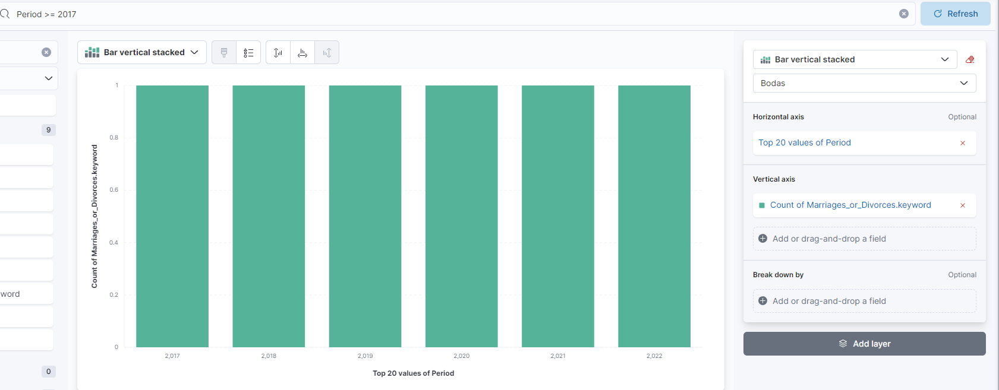 Period >= 2017
Refresh
Bar vertical stacked
9
word
0
1
0.8
0.6
0.4
0.2
0
Count of Marriages_or_Divorces.keyword
2,017
2,018
2,019
2,020
2,021
2,022
Top 20 values of Period
Bar vertical stacked
Bodas
Horizontal axis Optional
Top 20 values of Period
Vertical axis
Count of Marriages_or_Divorces.keyword
Add or drag-and-drop a field
Break down by Optional
Add or drag-and-drop a field
Add layer